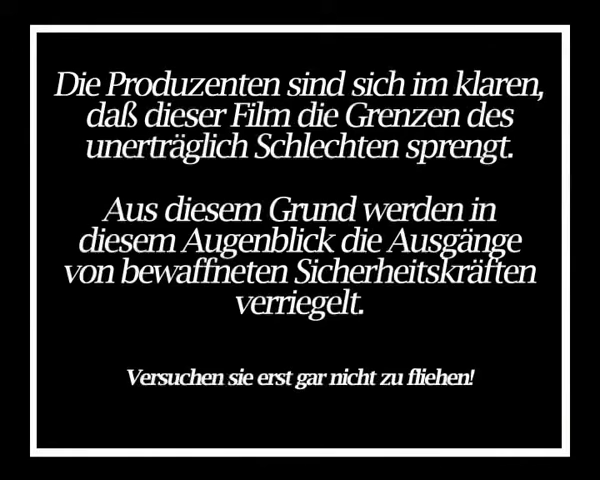 Die Produzenten sind sich im klaren,
daß dieser Film die Grenzen des
unerträglich Schlechten sprengt.
Aus diesem Grund werden in
diesem Augenblick die Ausgänge
von bewaffneten Sicherheitskräften
verriegelt.
Versuchen sie erst gar nicht zu fliehen!